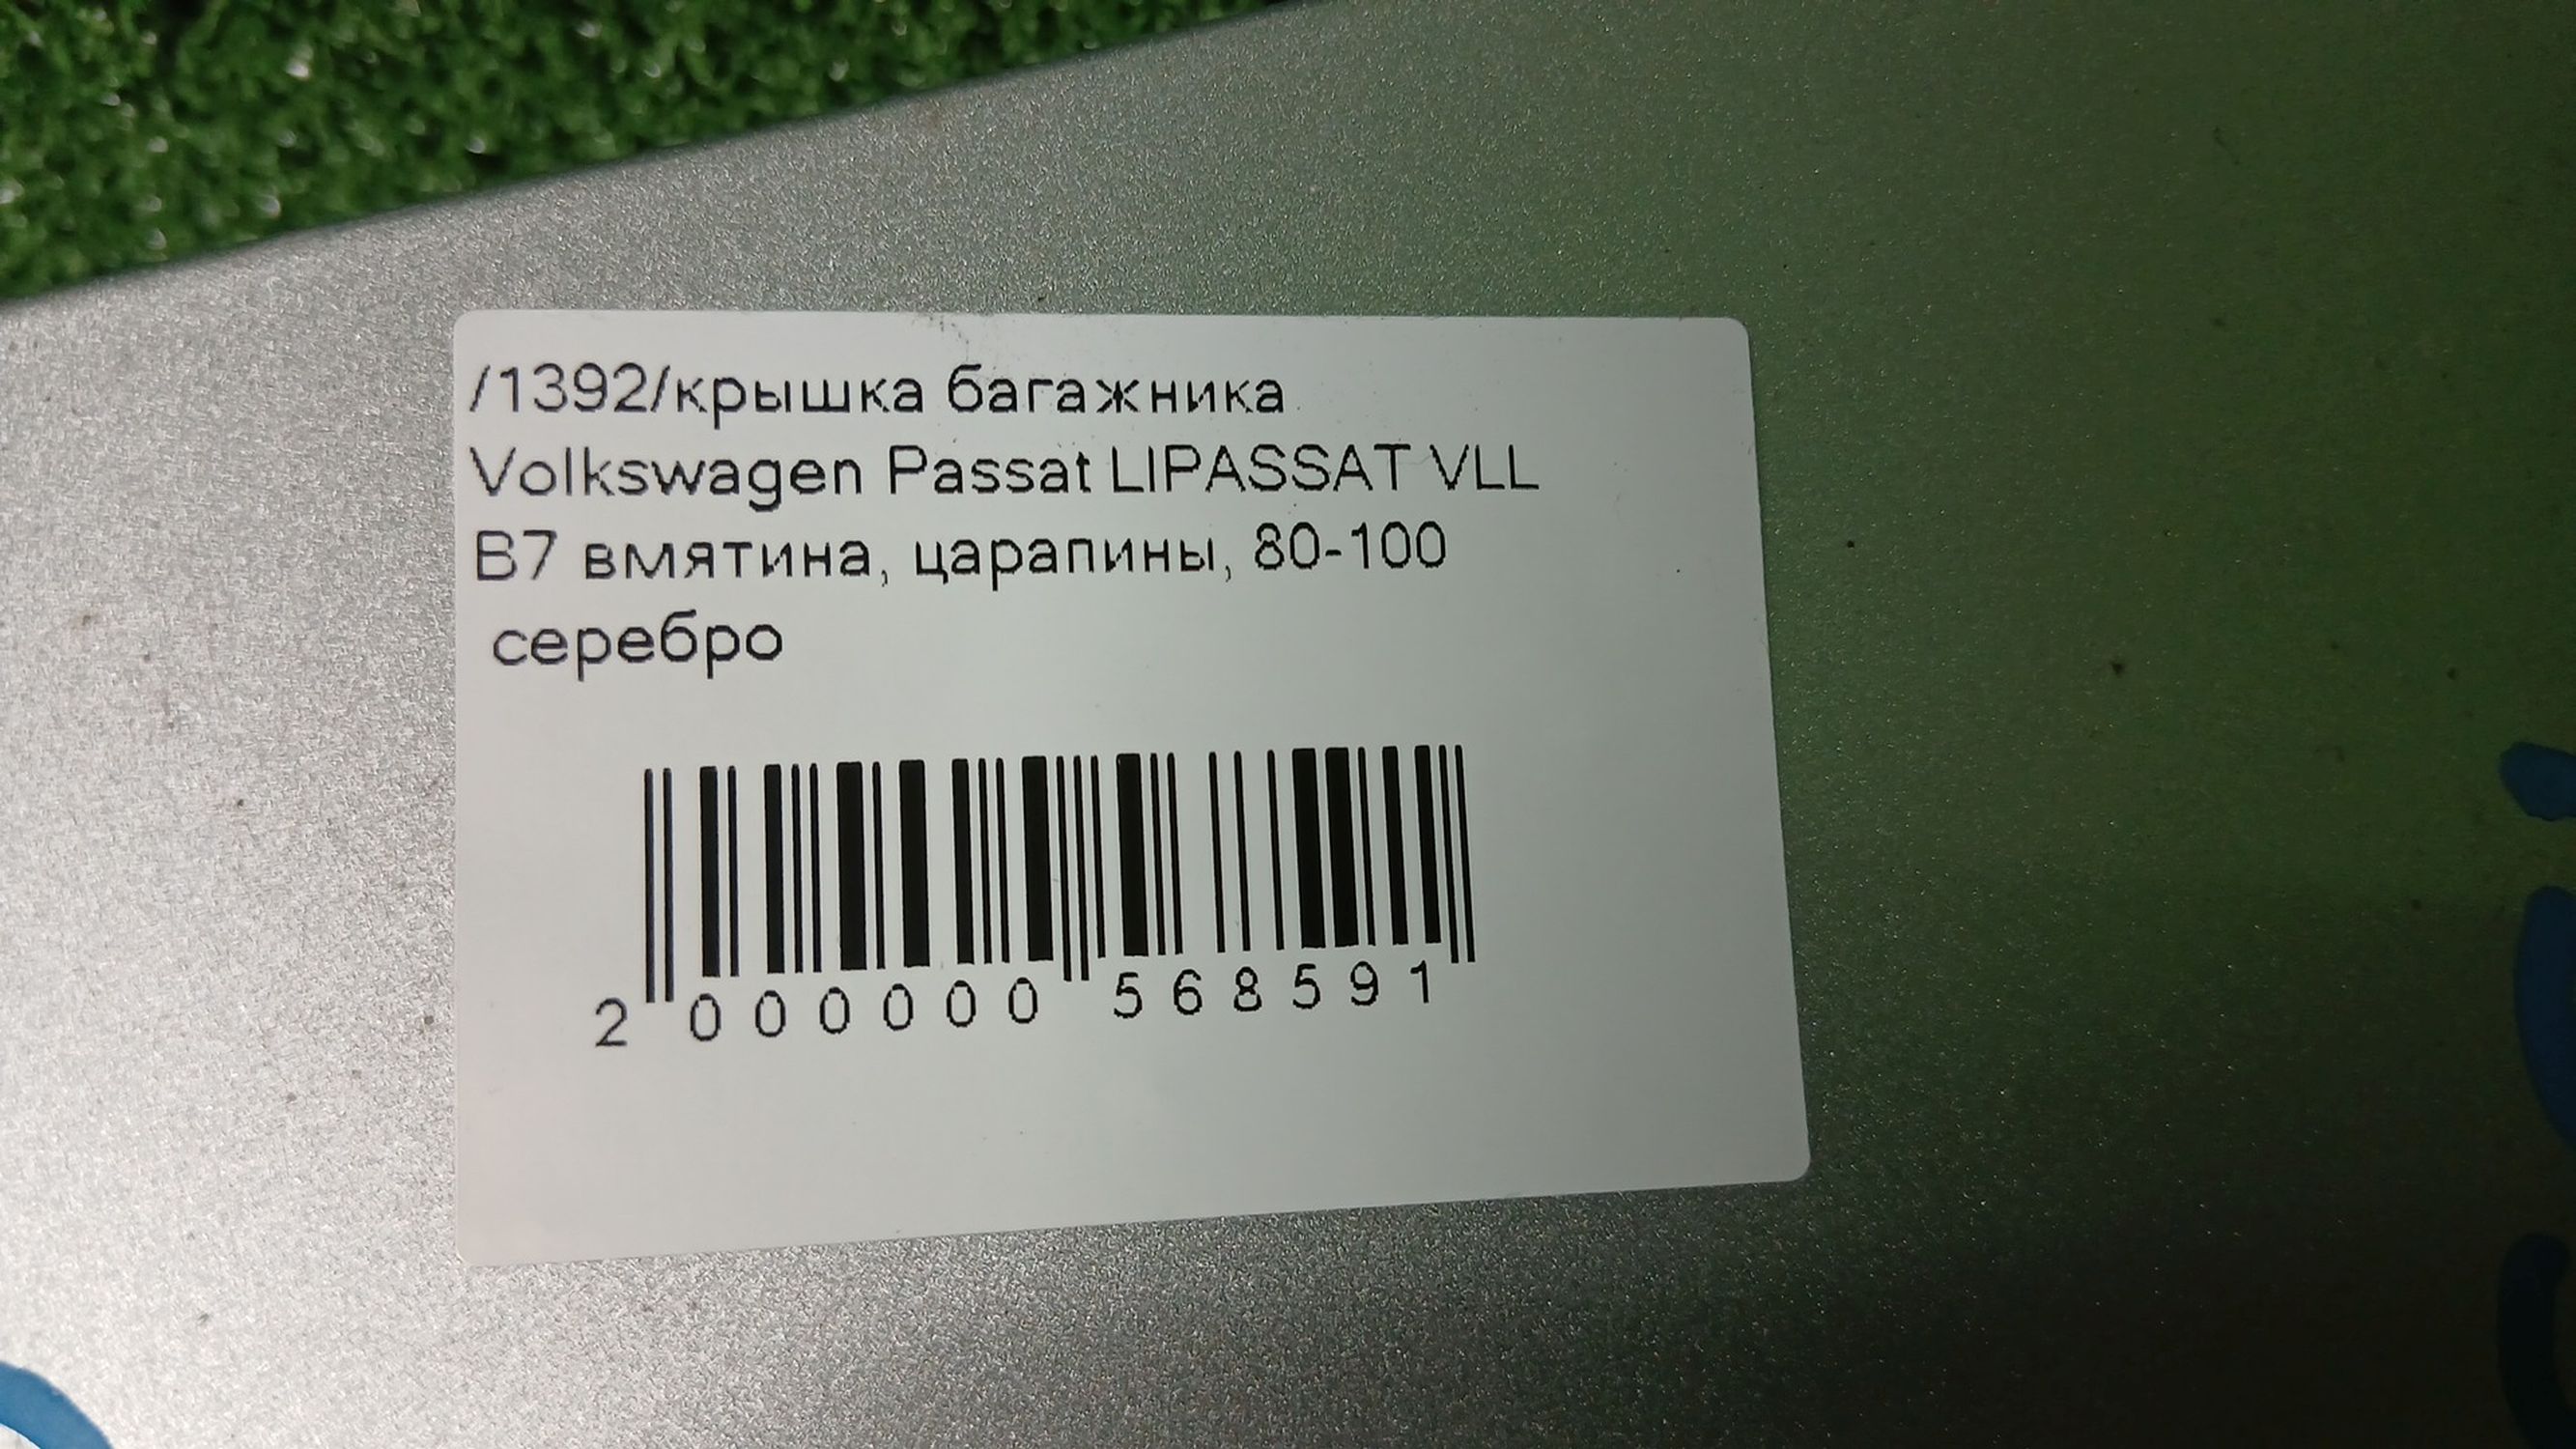 /1392/крышка багажника
Volkswagen Passat LIPASSAT VLL
B7 вмятина, царапины, 80-100
серебро
2 000000 568591